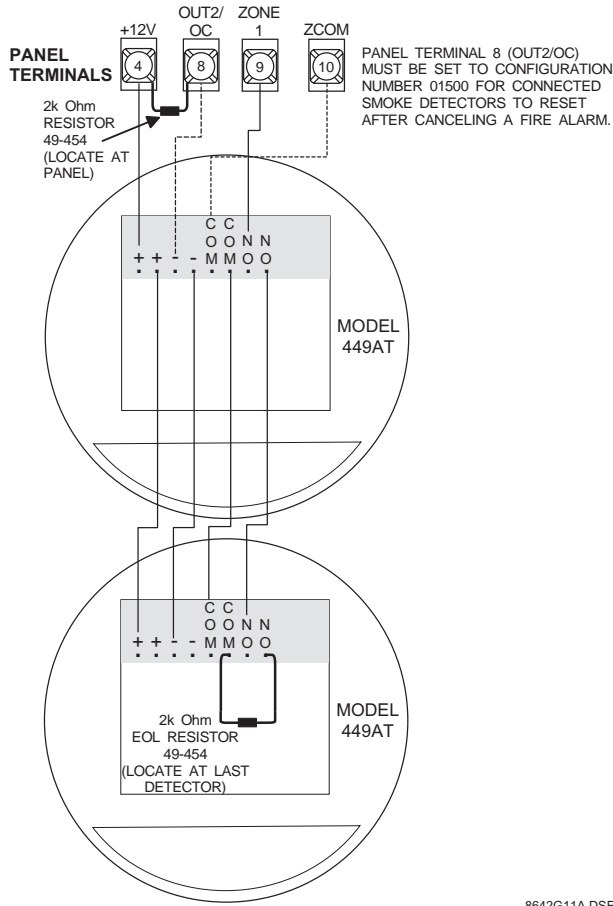 +12V
OUT2/
OC
ZONE
1
ZCOM
PANEL
TERMINALS
4
8
9
10
PANEL TERMINAL 8 (OUT2/OC)
MUST BE SET TO CONFIGURATION
NUMBER 01500 FOR CONNECTED
SMOKE DETECTORS TO RESET
AFTER CANCELING A FIRE ALARM.
2k Ohm
RESISTOR
49-454
(LOCATE AT
PANEL)
C C
O O N N
+ + - - M M O O
MODEL
449AT
C C
O O N N
+ + - - M M O O
2k Ohm
EOL RESISTOR
49-454
(LOCATE AT LAST
DETECTOR)
MODEL
449AT
8642G11A.DSF